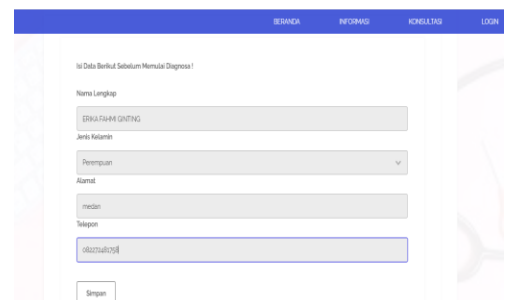 BERANDA INFORMASI KONSULTASI LOGIN
Isi Data Berikut Sebelum Memulai Diagnosa !
Nama Lengkap
ERIKA FAHMI GINTING
Jenis Kelamin
Perempuan
Alamat
medan
Telepon
Simpan